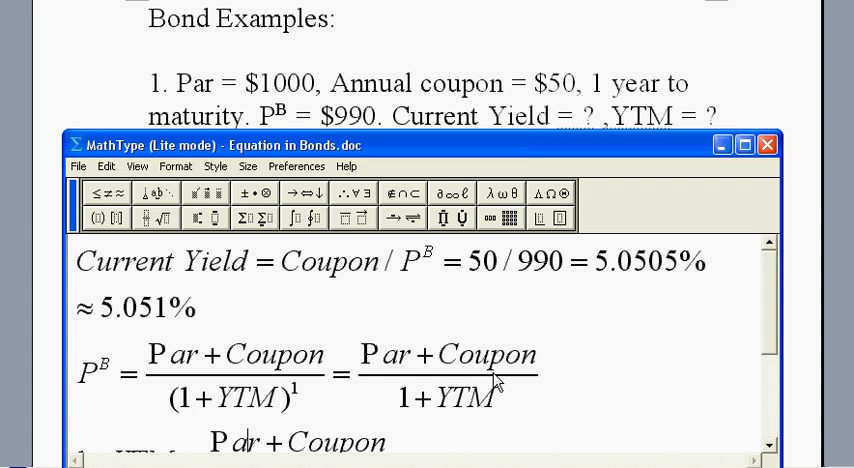 Bond Examples:
1. Par = $1000, Annual coupon = $50, 1 year to
maturity. P^B = $990. Current Yield = ? ,YTM = ?
MathType (Lite mode) - Equation in Bonds.doc
File Edit View Format Style Size Preferences Help
Current Yield = Coupon / P^B = 50 / 990 = 5.0505%
≈ 5.051%
P^B = (Par + Coupon) / (1 + YTM)^1 = (Par + Coupon) / (1 + YTM)
Par + Coupon